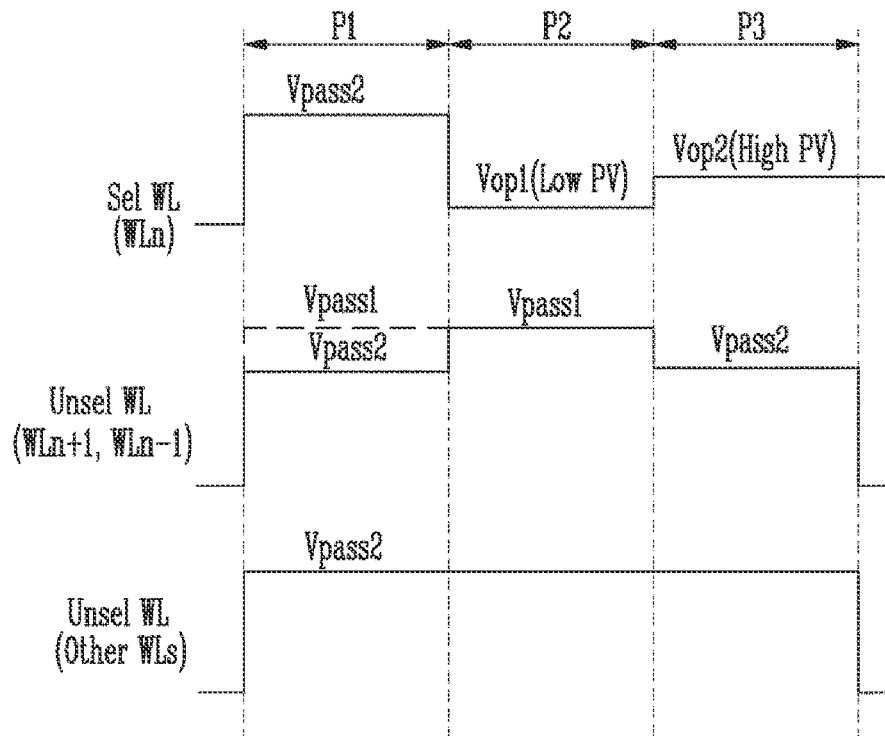 P1 P2 P3
Vpass2
Vop1(Low PV)
Vop2(High PV)
Sel WL
(WLn)
Vpass1
Vpass1
Vpass2
Vpass2
Unsel WL
(WLn+1, WLn-1)
Vpass2
Unsel WL
(Other WLs)